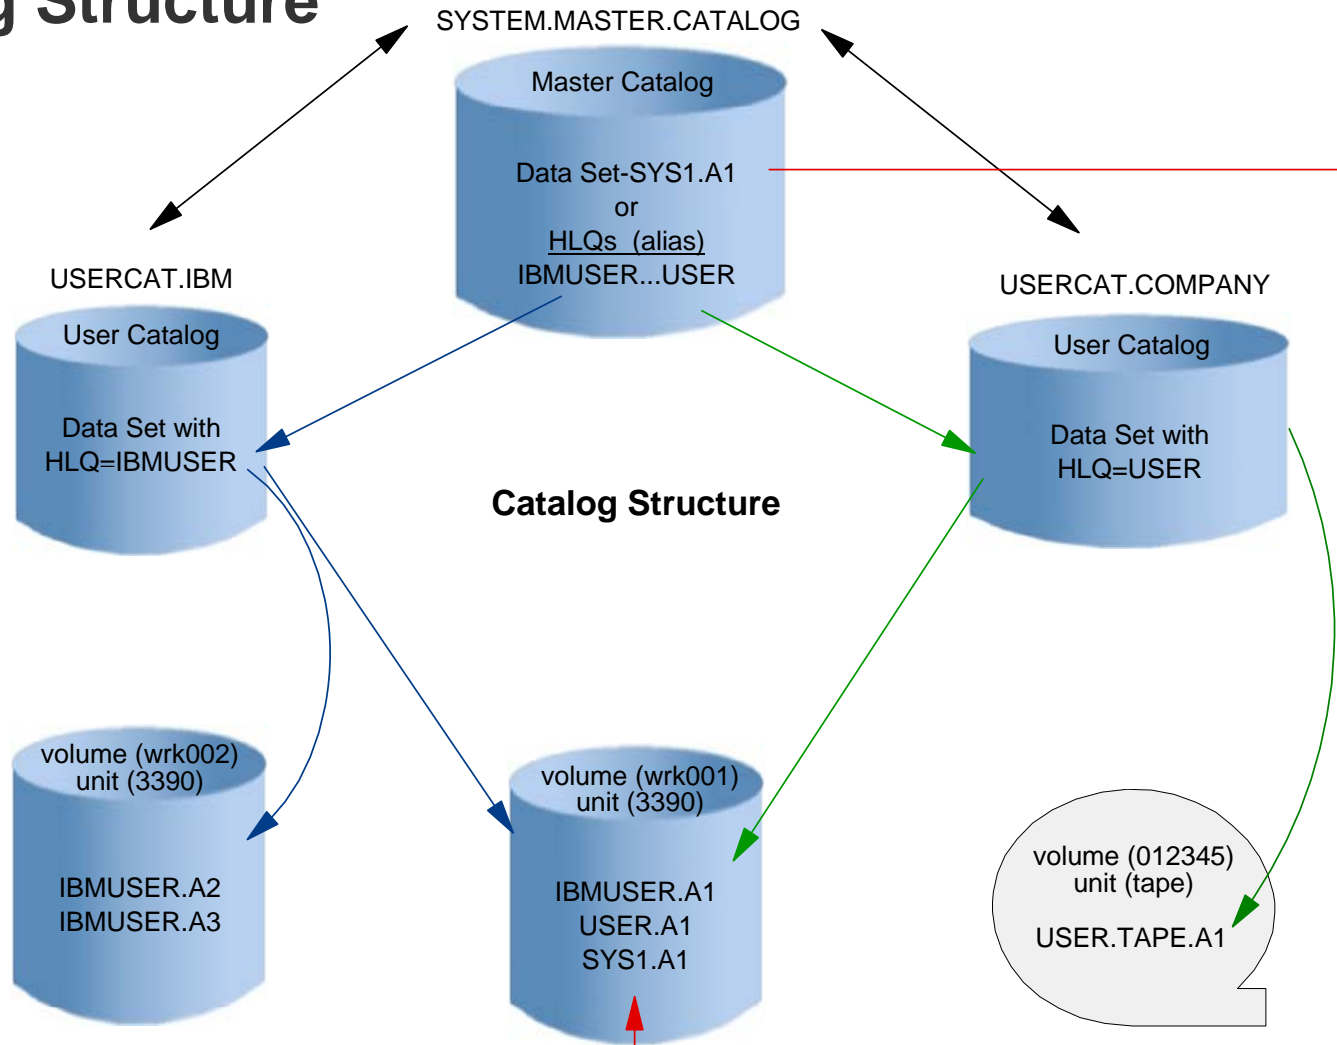 g Structure
SYSTEM.MASTER.CATALOG
Master Catalog
Data Set-SYS1.A1
or
HLQs (alias)
IBMUSER...USER
USERCAT.IBM
User Catalog
Data Set with
HLQ=IBMUSER
USERCAT.COMPANY
User Catalog
Data Set with
HLQ=USER
Catalog Structure
volume (wrk002)
unit (3390)
IBMUSER.A2
IBMUSER.A3
volume (wrk001)
unit (3390)
IBMUSER.A1
USER.A1
SYS1.A1
volume (012345)
unit (tape)
USER.TAPE.A1